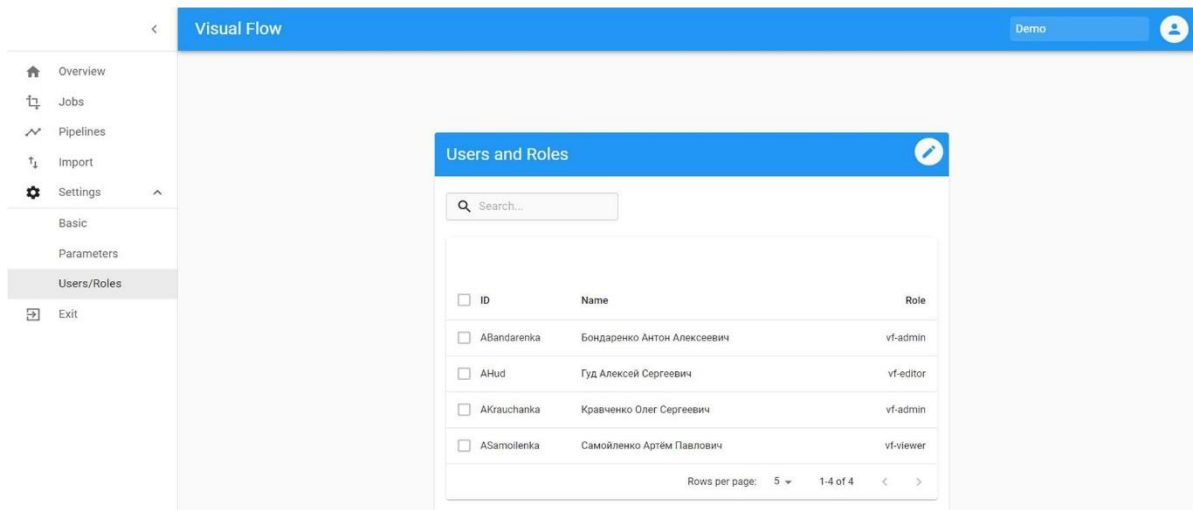 Visual Flow
Demo
Overview
Jobs
Pipelines
Import
Settings
Basic
Parameters
Users/Roles
Exit
Users and Roles
Search...
ID Name Role
ABandarenka Бондаренко Антон Алексеевич vf-admin
AHud Гуд Алексей Сергеевич vf-editor
AKrauchanka Кравченко Олег Сергеевич vf-admin
ASamoilenka Самойленко Артём Павлович vf-viewer
Rows per page: 5 1-4 of 4